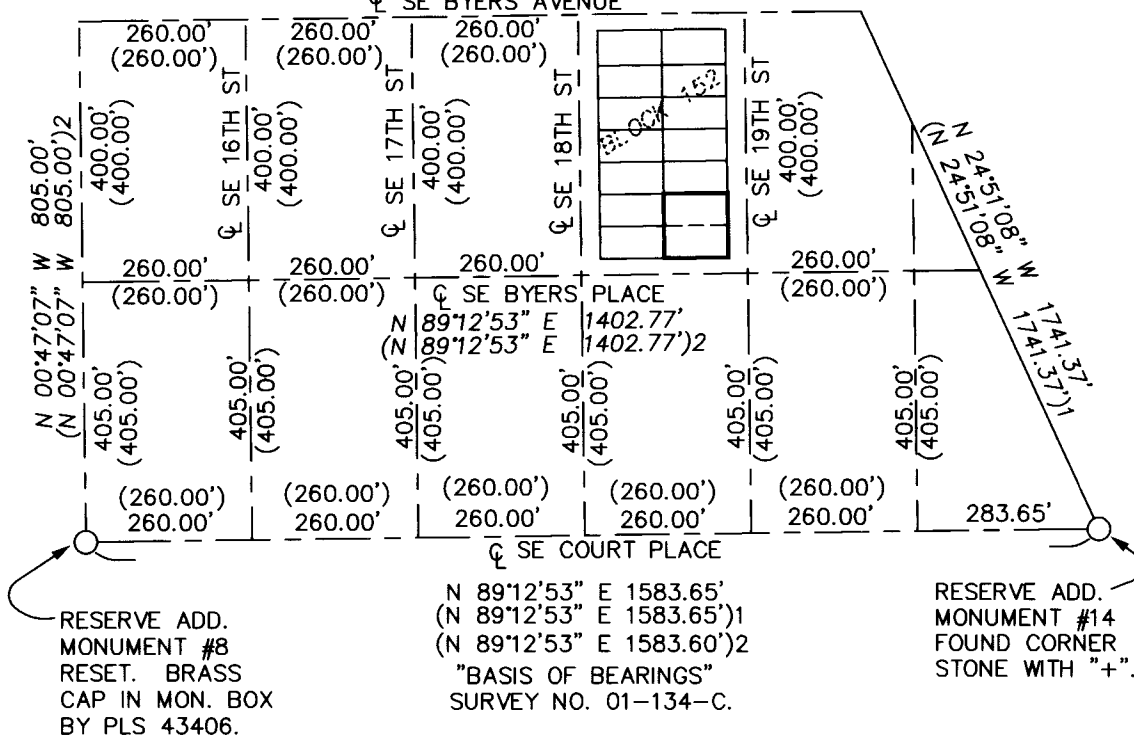 ℄ SE BYERS AVENUE
260.00'
(260.00')
260.00'
(260.00')
260.00'
(260.00')
N 00°47'07" W 805.00'
(N 00°47'07" W 805.00')2
400.00'
(400.00')
℄ SE 16TH ST
400.00'
(400.00')
℄ SE 17TH ST
400.00'
(400.00')
℄ SE 18TH ST
BLOCK 152
℄ SE 19TH ST
400.00'
(400.00')
N 24°51'08" W 1741.37'
(N 24°51'08" W 1741.37')1
260.00'
(260.00')
260.00'
(260.00')
260.00'
260.00'
(260.00')
℄ SE BYERS PLACE
N 89°12'53" E 1402.77'
(N 89°12'53" E 1402.77')2
405.00'
(405.00')
405.00'
(405.00')
405.00'
(405.00')
405.00'
(405.00')
405.00'
(405.00')
405.00'
(405.00')
(260.00')
260.00'
(260.00')
260.00'
(260.00')
260.00'
(260.00')
260.00'
(260.00')
260.00'
283.65'
℄ SE COURT PLACE
N 89°12'53" E 1583.65'
(N 89°12'53" E 1583.65')1
(N 89°12'53" E 1583.60')2
"BASIS OF BEARINGS"
SURVEY NO. 01-134-C.
RESERVE ADD.
MONUMENT #8
RESET. BRASS
CAP IN MON. BOX
BY PLS 43406.
RESERVE ADD.
MONUMENT #14
FOUND CORNER
STONE WITH "+".